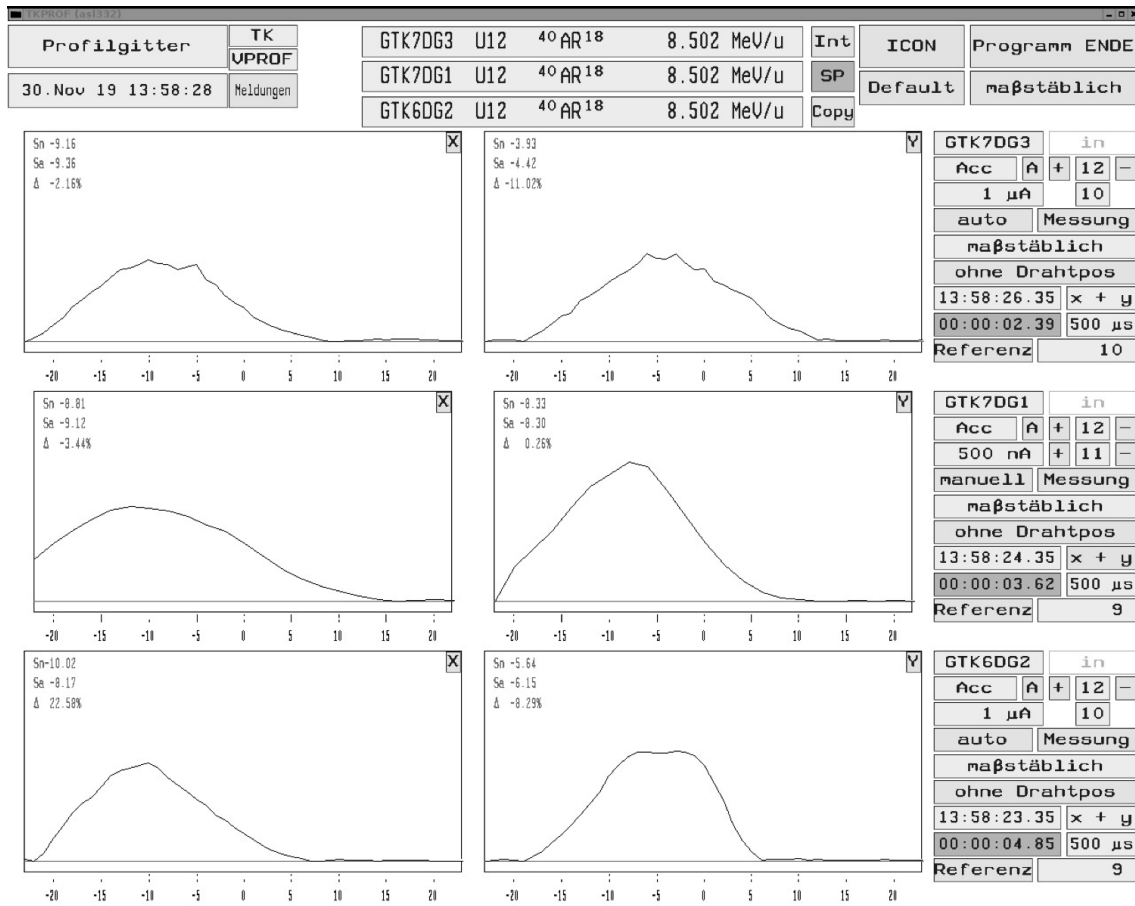 TKPROF (asl332)
Profilgitter
TK
VPROF
30.Nov 19 13:58:28
Meldungen
GTK7DG3 U12 ⁴⁰AR¹⁸ 8.502 MeV/u
GTK7DG1 U12 ⁴⁰AR¹⁸ 8.502 MeV/u
GTK6DG2 U12 ⁴⁰AR¹⁸ 8.502 MeV/u
Int
SP
Copy
ICON
Default
Programm ENDE
maβstäblich
Sn -9.16
Sa -9.36
Δ -2.16%
X
-20 -15 -10 -5 0 5 10 15 20
Sn -3.93
Sa -4.42
Δ -11.02%
Y
-20 -15 -10 -5 0 5 10 15 20
GTK7DG3 in
Acc A + 12 -
1 μA 10
auto Messung
maβstäblich
ohne Drahtpos
13:58:26.35 x + y
00:00:02.39 500 μs
Referenz 10
Sn -8.81
Sa -9.12
Δ -3.44%
X
-20 -15 -10 -5 0 5 10 15 20
Sn -8.33
Sa -8.30
Δ 0.26%
Y
-20 -15 -10 -5 0 5 10 15 20
GTK7DG1 in
Acc A + 12 -
500 nA + 11 -
manuell Messung
maβstäblich
ohne Drahtpos
13:58:24.35 x + y
00:00:03.62 500 μs
Referenz 9
Sn-10.02
Sa -8.17
Δ 22.58%
X
-20 -15 -10 -5 0 5 10 15 20
Sn -5.64
Sa -6.15
Δ -8.29%
Y
-20 -15 -10 -5 0 5 10 15 20
GTK6DG2 in
Acc A + 12 -
1 μA 10
auto Messung
maβstäblich
ohne Drahtpos
13:58:23.35 x + y
00:00:04.85 500 μs
Referenz 9